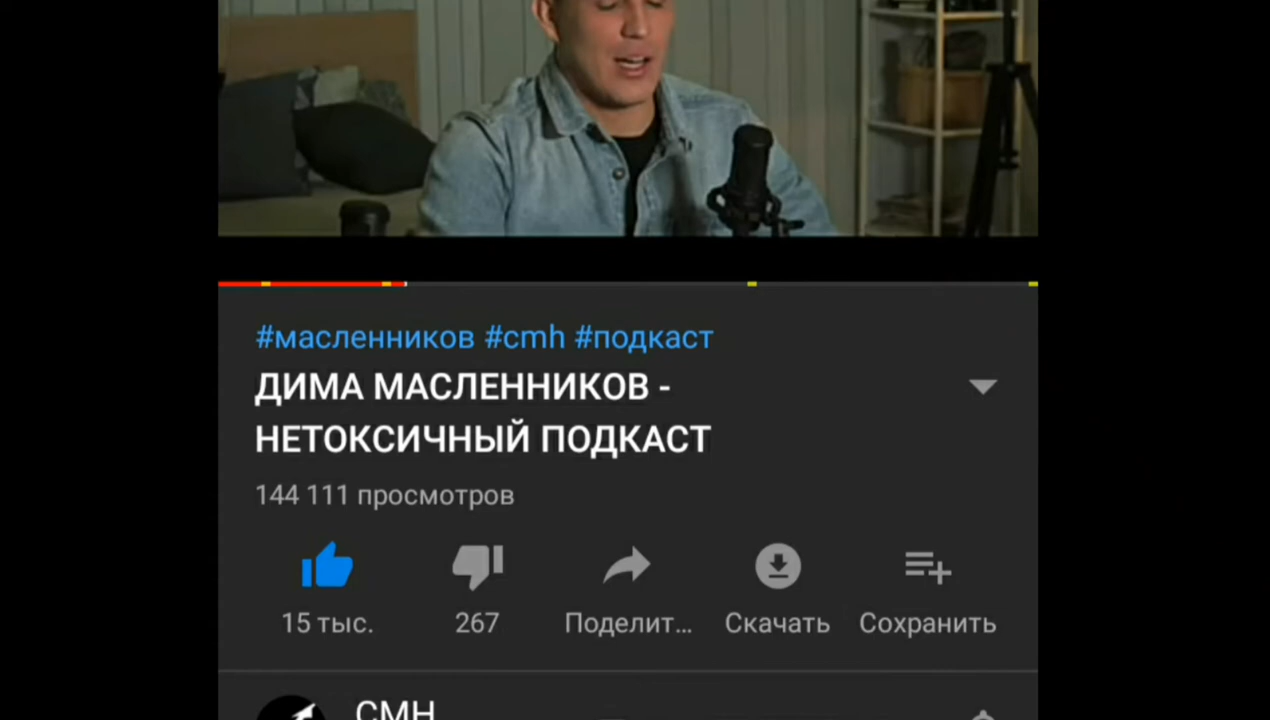 #масленников #cmh #подкаст
ДИМА МАСЛЕННИКОВ -
НЕТОКСИЧНЫЙ ПОДКАСТ
144 111 просмотров
15 тыс.
267
Поделит...
Скачать
Сохранить
CMH